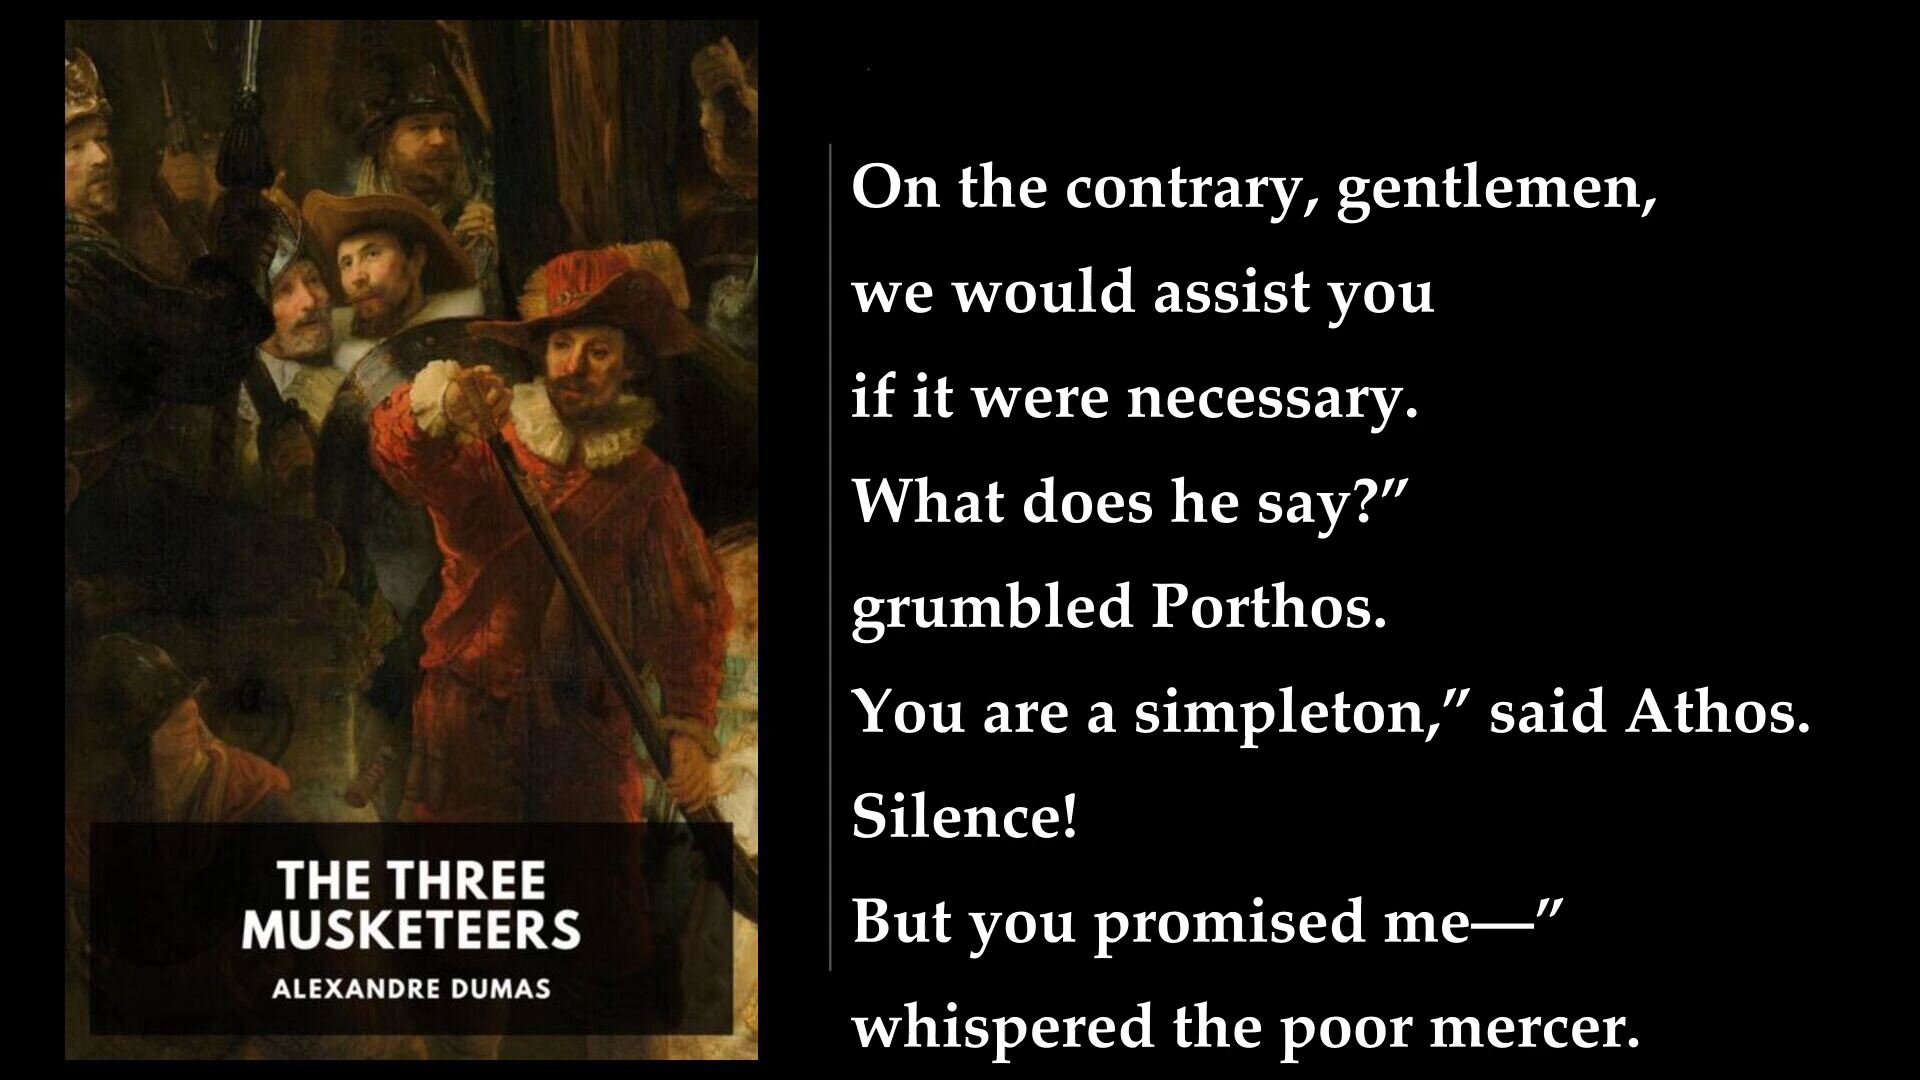 THE THREE
MUSKETEERS
ALEXANDRE DUMAS
On the contrary, gentlemen,
we would assist you
if it were necessary.
What does he say?”
grumbled Porthos.
You are a simpleton,” said Athos.
Silence!
But you promised me—”
whispered the poor mercer.